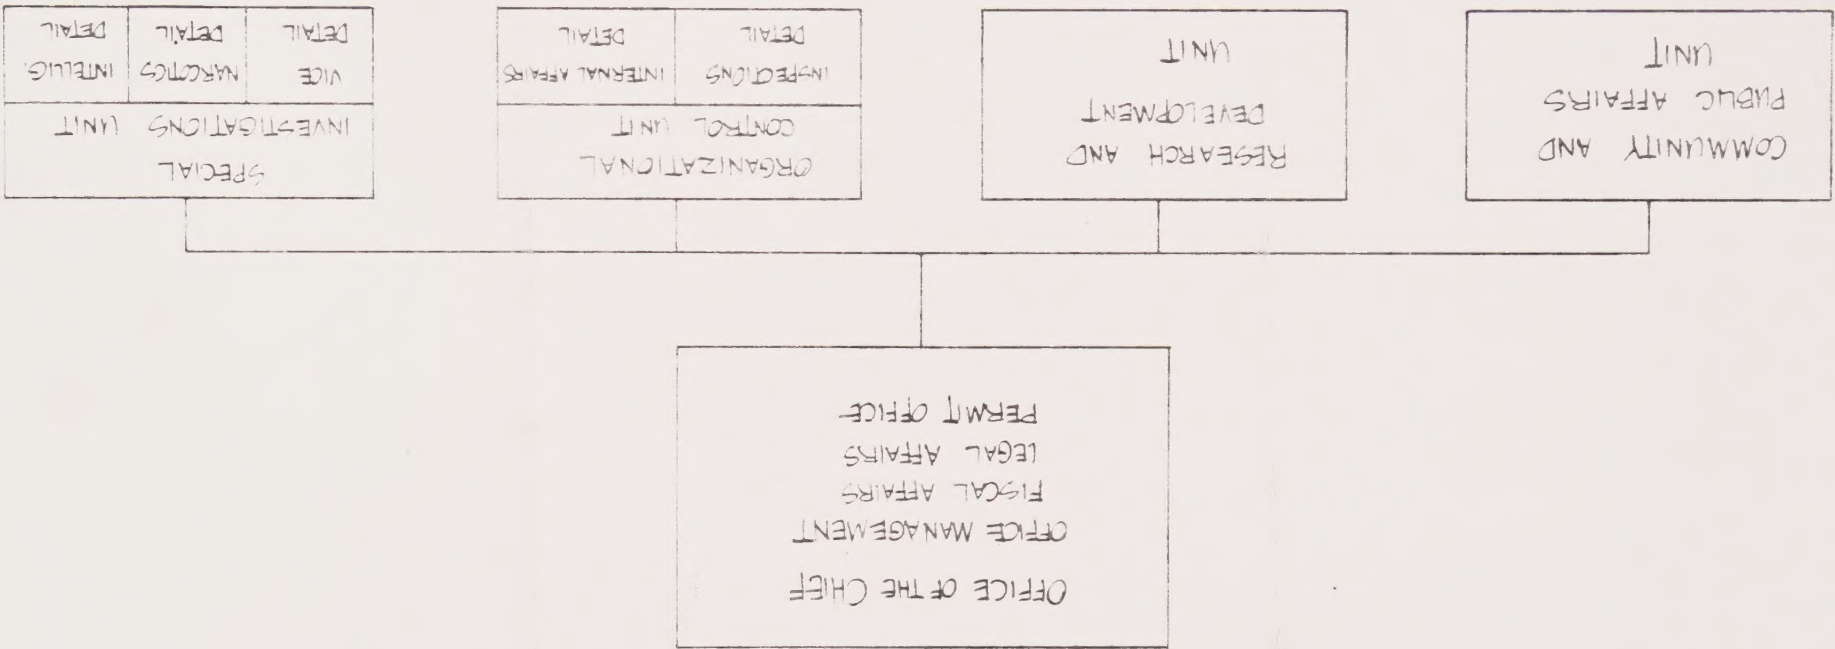 OFFICE OF THE CHIEF
OFFICE MANAGEMENT
FISCAL AFFAIRS
LEGAL AFFAIRS
PERMIT OFFICE
COMMUNITY AND
PUBLIC AFFAIRS
UNIT
RESEARCH AND
DEVELOPMENT
UNIT
ORGANIZATIONAL
CONTROL UNIT
INSPECTIONS
DETAIL
INTERNAL AFFAIRS
DETAIL
SPECIAL
INVESTIGATIONS UNIT
VICE
DETAIL
NARCOTICS
DETAIL
INTELLIG.
DETAIL